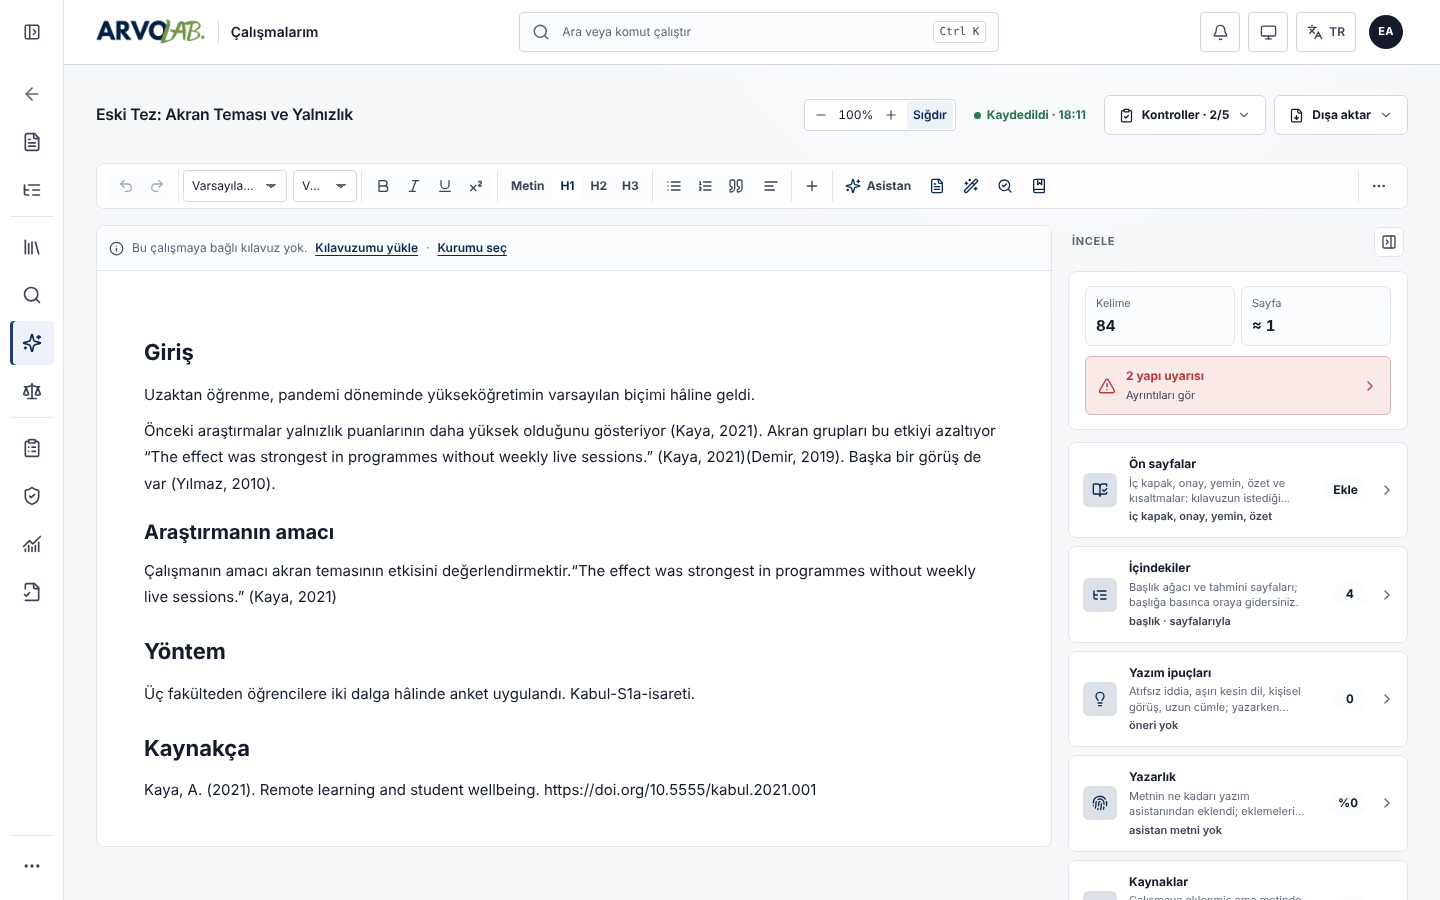 ARVOLAB.
Çalışmalarım
Ara veya komut çalıştır
Ctrl K
TR
EA
Eski Tez: Akran Teması ve Yalnızlık
100%
Sığdır
Kaydedildi · 18:11
Kontroller · 2/5
Dışa aktar
Varsayıla...
V...
B I U x²
Metin H1 H2 H3
Asistan
Bu çalışmaya bağlı kılavuz yok. Kılavuzumu yükle · Kurumu seç
Giriş
Uzaktan öğrenme, pandemi döneminde yükseköğretimin varsayılan biçimi hâline geldi.
Önceki araştırmalar yalnızlık puanlarının daha yüksek olduğunu gösteriyor (Kaya, 2021). Akran grupları bu etkiyi azaltıyor
“The effect was strongest in programmes without weekly live sessions.” (Kaya, 2021)(Demir, 2019). Başka bir görüş de
var (Yılmaz, 2010).
Araştırmanın amacı
Çalışmanın amacı akran temasının etkisini değerlendirmektir.“The effect was strongest in programmes without weekly
live sessions.” (Kaya, 2021)
Yöntem
Üç fakülteden öğrencilere iki dalga hâlinde anket uygulandı. Kabul-S1a-isareti.
Kaynakça
Kaya, A. (2021). Remote learning and student wellbeing. https://doi.org/10.5555/kabul.2021.001
İNCELE
Kelime
84
Sayfa
≈ 1
2 yapı uyarısı
Ayrıntıları gör
Ön sayfalar
İç kapak, onay, yemin, özet ve
kısaltmalar: kılavuzun istediği...
iç kapak, onay, yemin, özet
Ekle
İçindekiler
Başlık ağacı ve tahmini sayfaları;
başlığa basınca oraya gidersiniz.
başlık · sayfalarıyla
4
Yazım ipuçları
Atıfsız iddia, aşırı kesin dil, kişisel
görüş, uzun cümle; yazarken...
öneri yok
0
Yazarlık
Metnin ne kadarı yazım
asistanından eklendi; eklemeleri...
asistan metni yok
%0
Kaynaklar